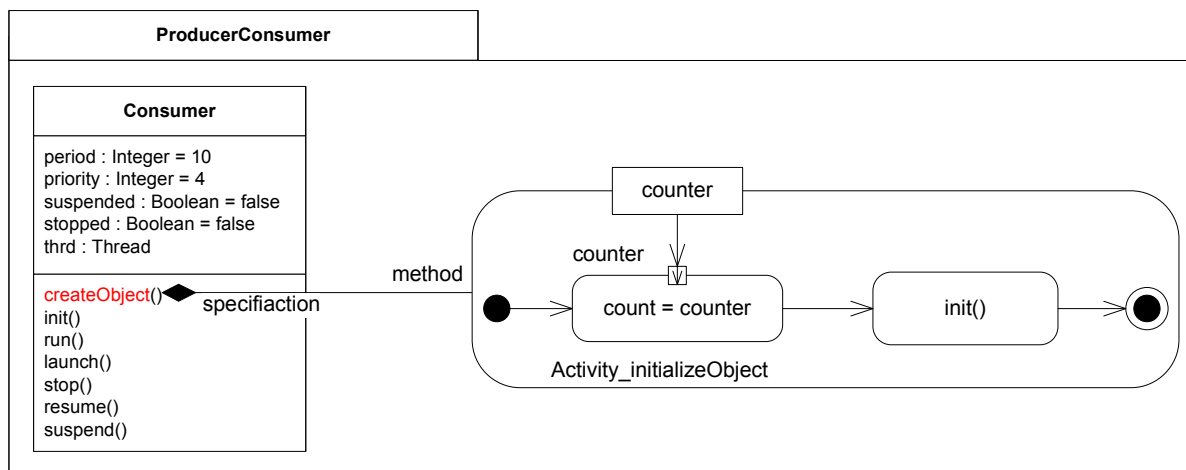 ProducerConsumer
Consumer
period : Integer = 10
priority : Integer = 4
suspended : Boolean = false
stopped : Boolean = false
thrd : Thread
createObject()
init()
run()
launch()
stop()
resume()
suspend()
specifiaction
method
counter
counter
count = counter
init()
Activity_initializeObject